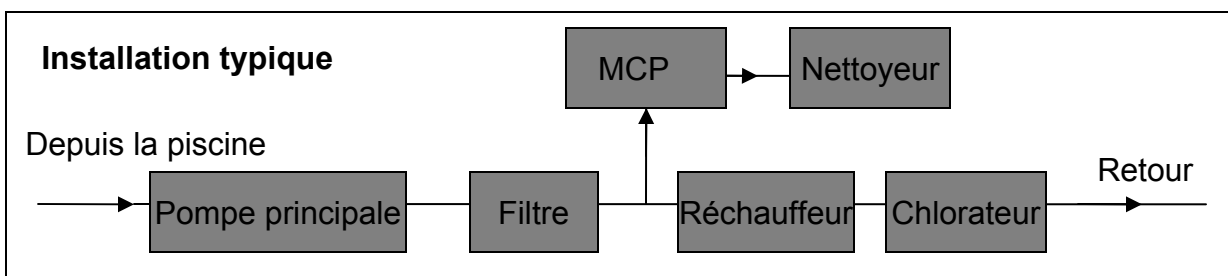 Installation typique
MCP
Nettoyeur
Depuis la piscine
Retour
Pompe principale
Filtre
Réchauffeur
Chlorateur